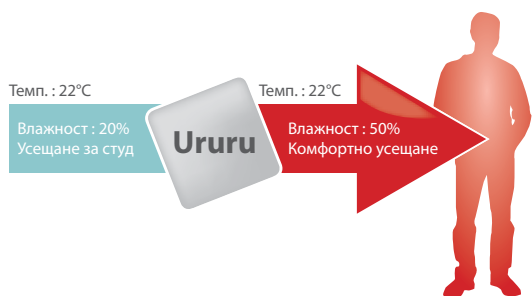 Темп. : 22°C
Влажност : 20%
Усещане за студ
Ururu
Темп. : 22°C
Влажност : 50%
Комфортно усещане